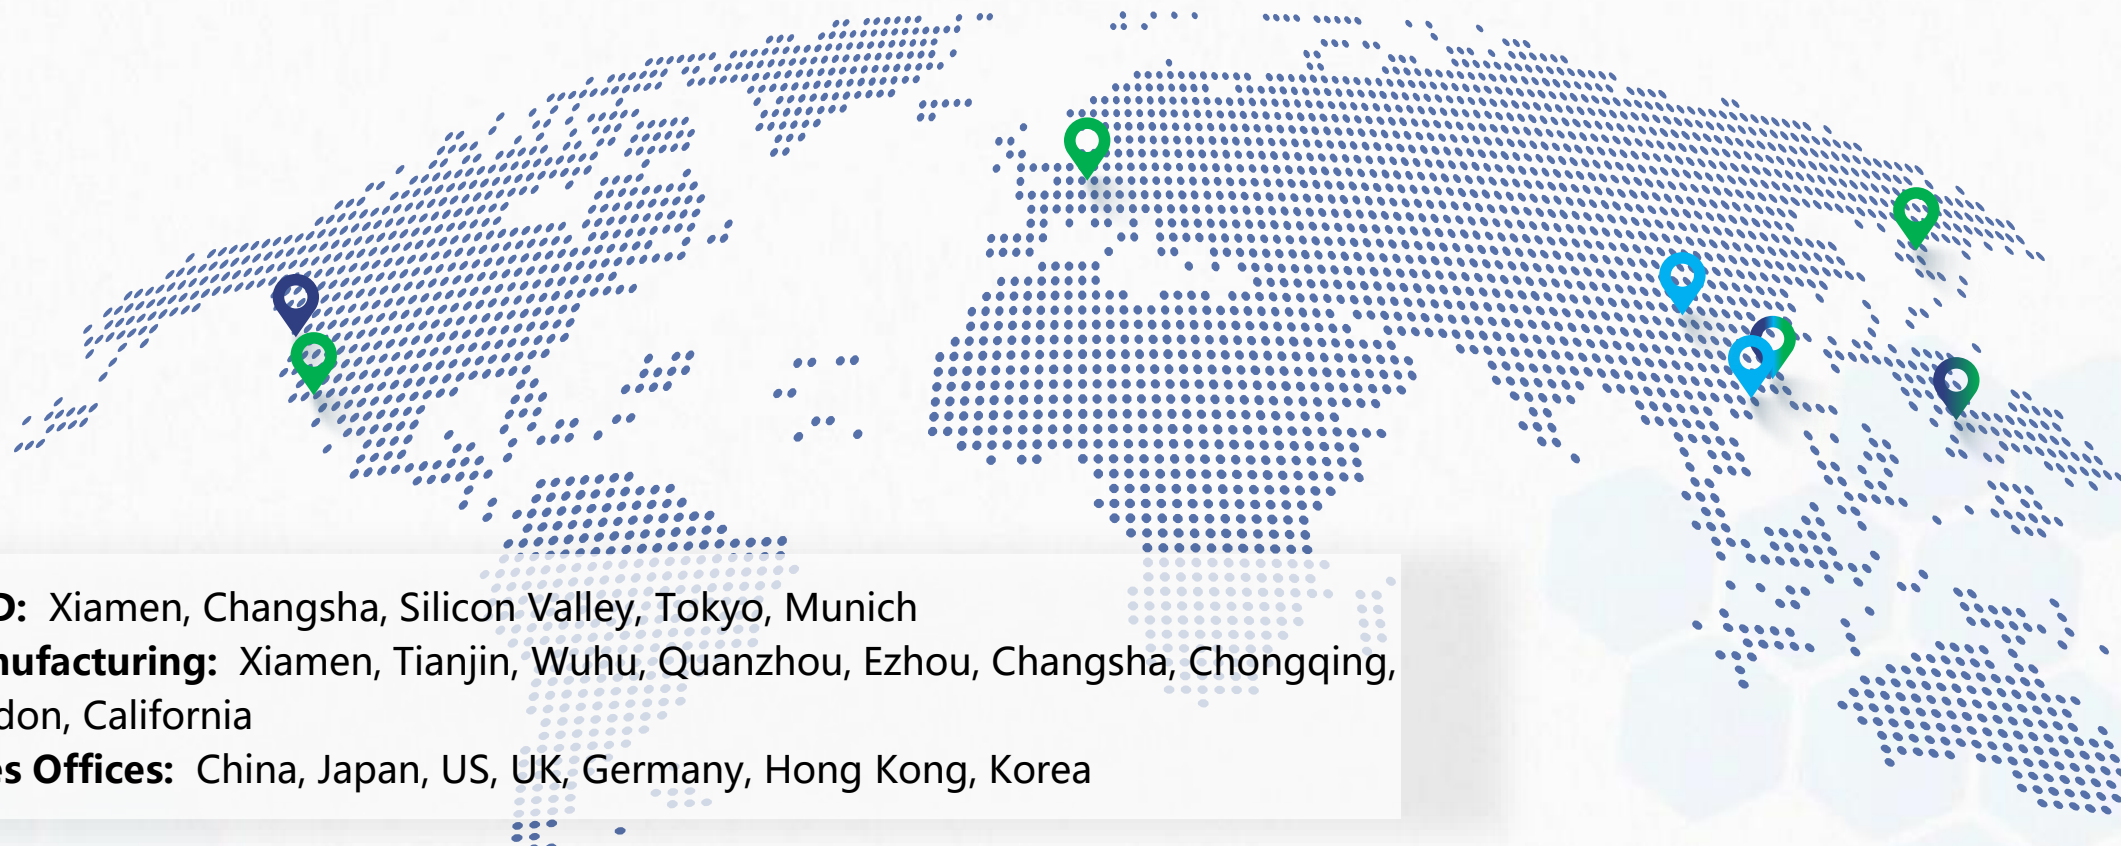 D: Xiamen, Changsha, Silicon Valley, Tokyo, Munich
nufacturing: Xiamen, Tianjin, Wuhu, Quanzhou, Ezhou, Changsha, Chongqing,
don, California
es Offices: China, Japan, US, UK, Germany, Hong Kong, Korea